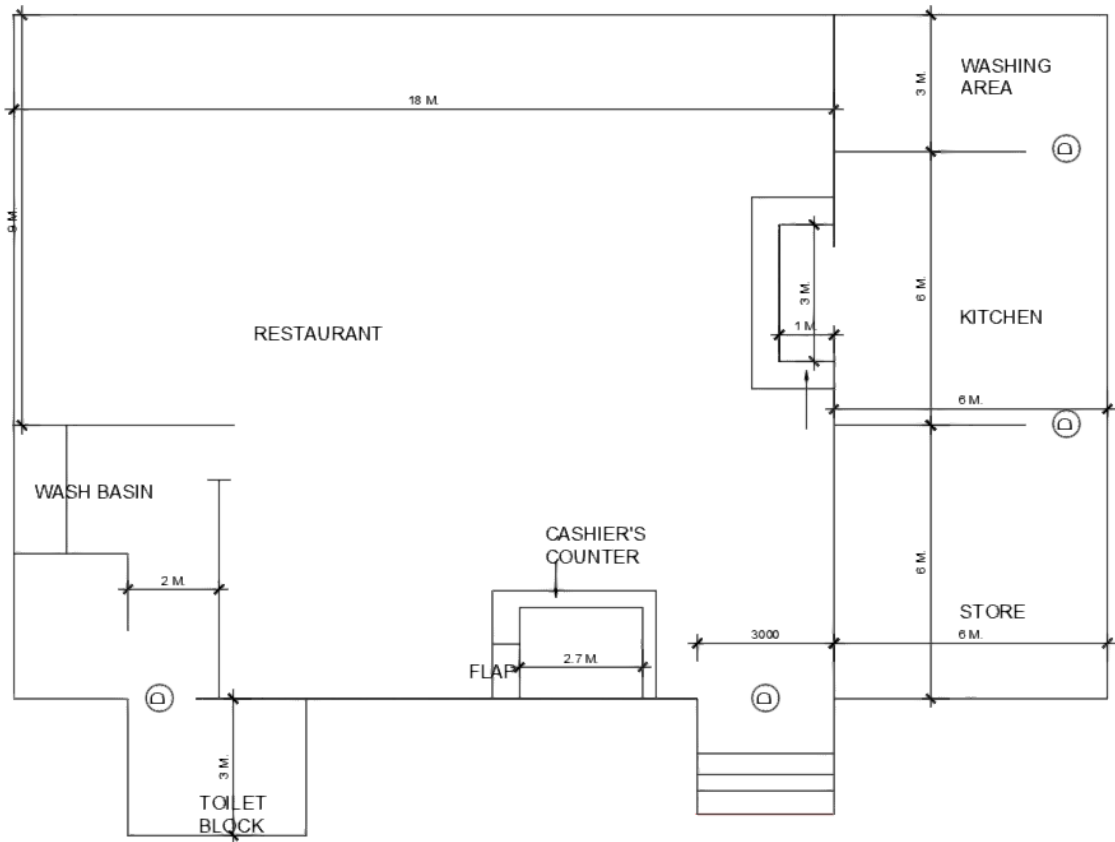 WASHING
AREA
3 M.
18 M.
D
9 M.
3 M.
6 M.
RESTAURANT
1 M.
KITCHEN
6 M.
D
WASH BASIN
CASHIER'S
COUNTER
6 M.
2 M.
STORE
3000
6 M.
2.7 M.
FLAP
D
D
3 M.
TOILET
BLOCK